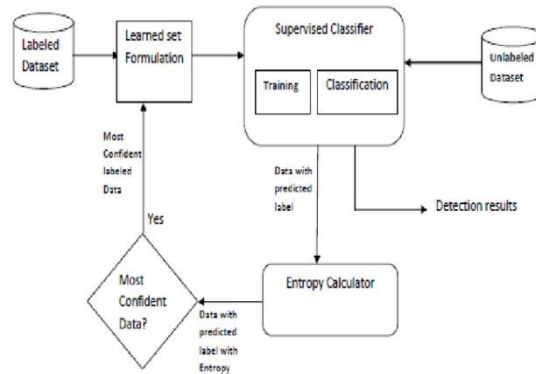 Labeled
Dataset
Learned set
Formulation
Supervised Classifier
Training
Classification
Unlabeled
Dataset
Most
Confident
labeled
Data
Data with
predicted
label
Detection results
Yes
Most
Confident
Data?
Entropy Calculator
Data with
predicted
label with
Entropy